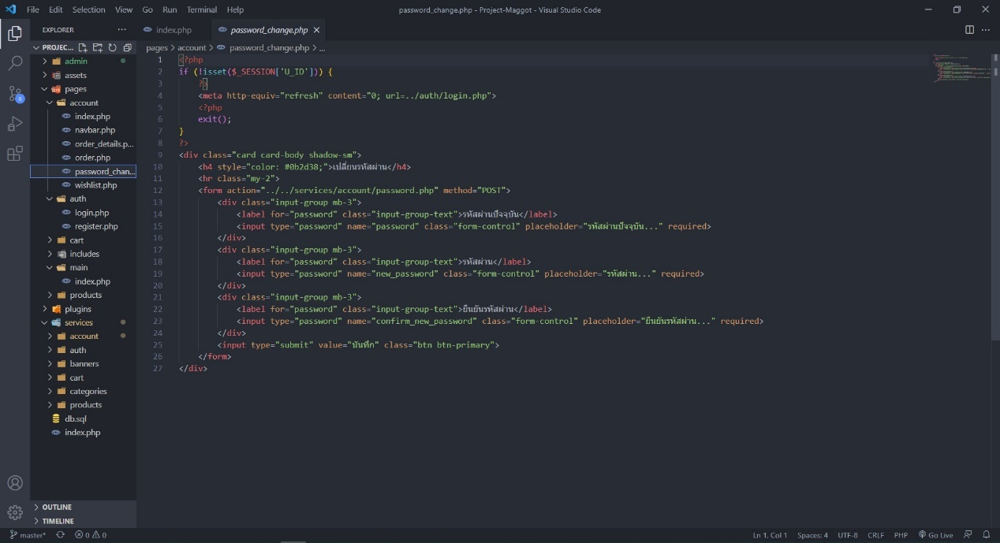 File Edit Selection View Go Run Terminal Help
password_change.php - Project-Maggot - Visual Studio Code
EXPLORER ...
index.php
password_change.php
PROJEC...
pages > account > password_change.php > ...
admin
assets
pages
account
index.php
navbar.php
order_details.p...
order.php
password_chan...
wishlist.php
auth
login.php
register.php
cart
includes
main
index.php
products
plugins
services
account
auth
banners
cart
categories
products
db.sql
index.php
OUTLINE
TIMELINE
8
1 <?php
2 if (!isset($_SESSION['U_ID'])) {
3 ?>
4 <meta http-equiv="refresh" content="0; url=../auth/login.php">
5 <?php
6 exit();
7 }
8 ?>
9 <div class="card card-body shadow-sm">
10 <h4 style="color: #0b2d38;">เปลี่ยนรหัสผ่าน</h4>
11 <hr class="my-2">
12 <form action="../../services/account/password.php" method="POST">
13 <div class="input-group mb-3">
14 <label for="password" class="input-group-text">รหัสผ่านปัจจุบัน</label>
15 <input type="password" name="password" class="form-control" placeholder="รหัสผ่านปัจจุบัน..." required>
16 </div>
17 <div class="input-group mb-3">
18 <label for="password" class="input-group-text">รหัสผ่าน</label>
19 <input type="password" name="new_password" class="form-control" placeholder="รหัสผ่าน..." required>
20 </div>
21 <div class="input-group mb-3">
22 <label for="password" class="input-group-text">ยืนยันรหัสผ่าน</label>
23 <input type="password" name="confirm_new_password" class="form-control" placeholder="ยืนยันรหัสผ่าน..." required>
24 </div>
25 <input type="submit" value="บันทึก" class="btn btn-primary">
26 </form>
27 </div>
master* 0 0
Ln 1, Col 1 Spaces: 4 UTF-8 CRLF PHP Go Live